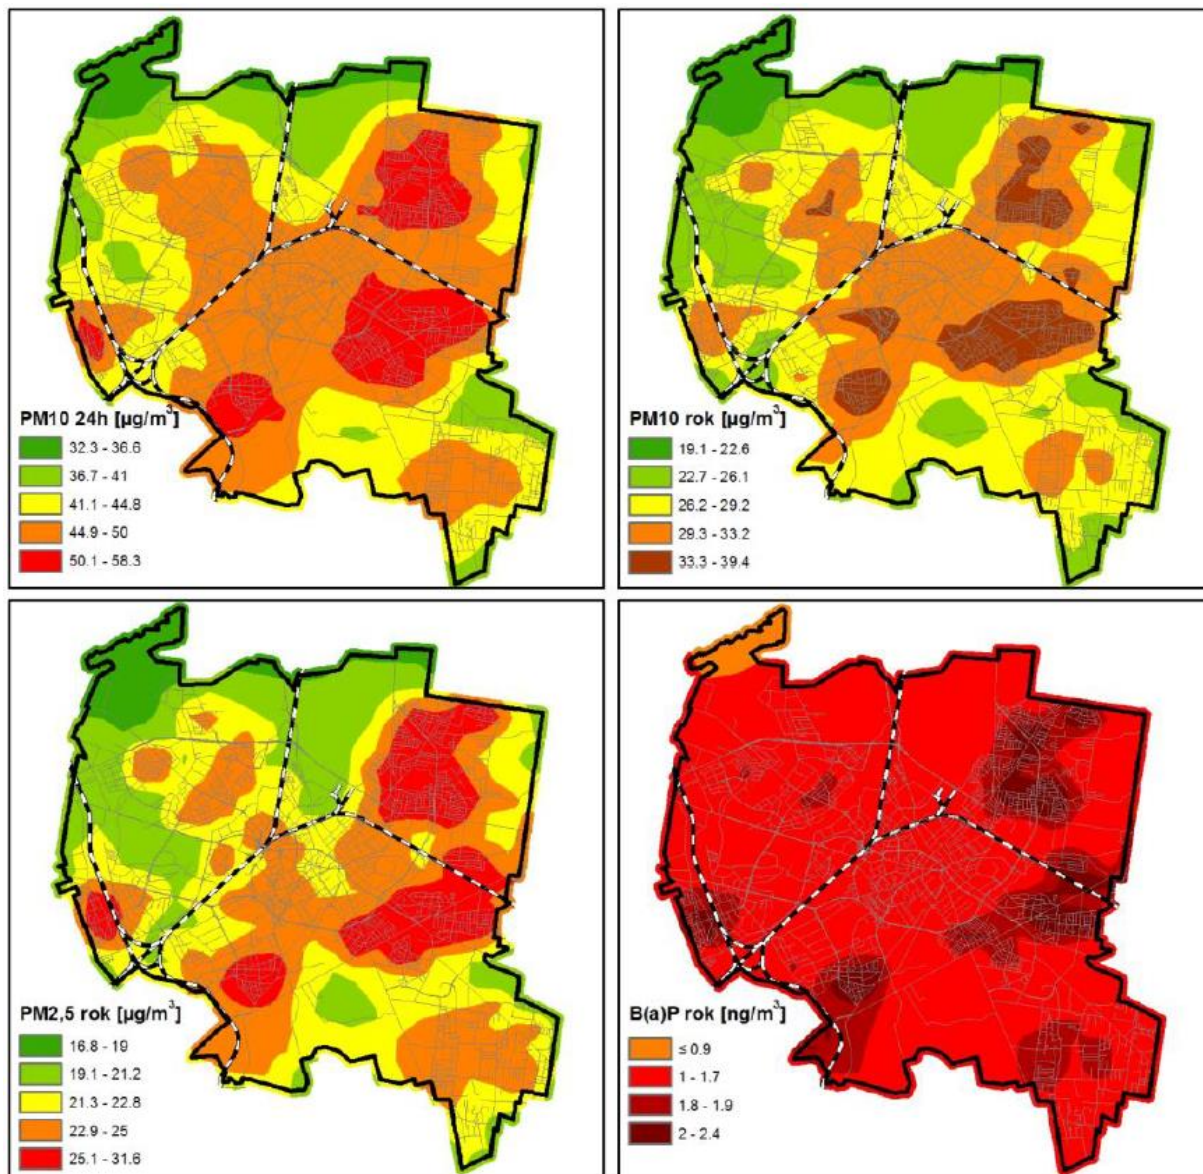 PM10 24h [µg/m³]
32.3 - 36.6
36.7 - 41
41.1 - 44.8
44.9 - 50
50.1 - 58.3
PM10 rok [µg/m³]
19.1 - 22.6
22.7 - 26.1
26.2 - 29.2
29.3 - 33.2
33.3 - 39.4
PM2,5 rok [µg/m³]
16.8 - 19
19.1 - 21.2
21.3 - 22.8
22.9 - 25
25.1 - 31.6
B(a)P rok [ng/m³]
≤ 0.9
1 - 1.7
1.8 - 1.9
2 - 2.4